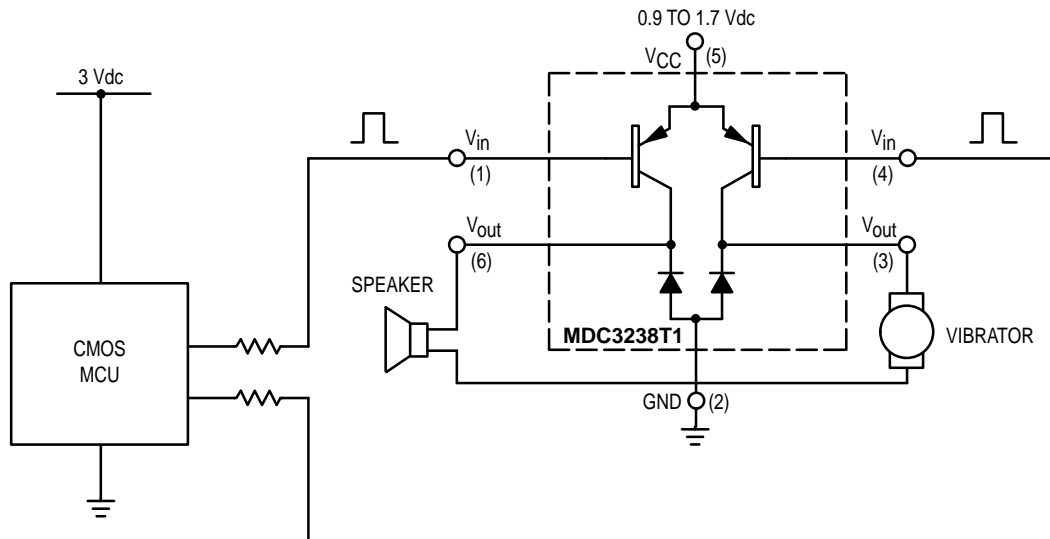 0.9 TO 1.7 Vdc
VCC
(5)
3 Vdc
Vin
(1)
Vin
(4)
Vout
(6)
Vout
(3)
SPEAKER
MDC3238T1
VIBRATOR
CMOS
MCU
GND
(2)